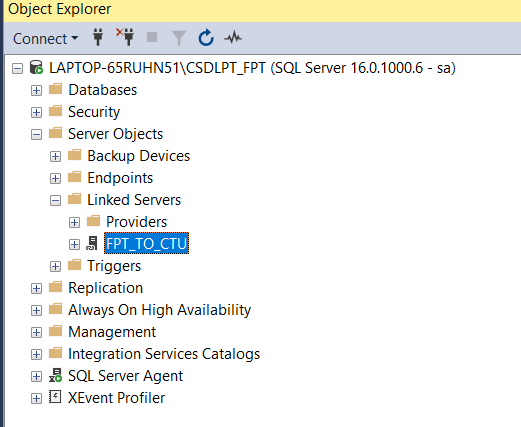 Object Explorer
Connect
LAPTOP-65RUHN51\CSDLPT_FPT (SQL Server 16.0.1000.6 - sa)
Databases
Security
Server Objects
Backup Devices
Endpoints
Linked Servers
Providers
FPT_TO_CTU
Triggers
Replication
Always On High Availability
Management
Integration Services Catalogs
SQL Server Agent
XEvent Profiler